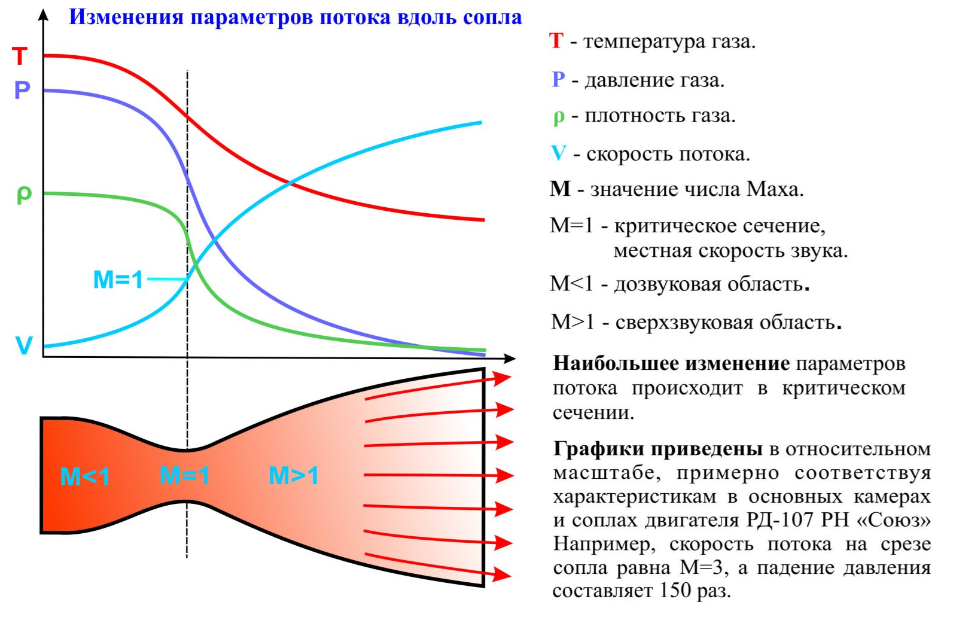 Изменения параметров потока вдоль сопла
T
P
ρ
M=1
V
M<1
M=1
M>1
T - температура газа.
P - давление газа.
ρ - плотность газа.
V - скорость потока.
M - значение числа Маха.
M=1 - критическое сечение,
местная скорость звука.
M<1 - дозвуковая область.
M>1 - сверхзвуковая область.
Наибольшее изменение параметров
потока происходит в критическом
сечении.
Графики приведены в относительном
масштабе, примерно соответствуя
характеристикам в основных камерах
и соплах двигателя РД-107 РН «Союз»
Например, скорость потока на срезе
сопла равна М=3, а падение давления
составляет 150 раз.